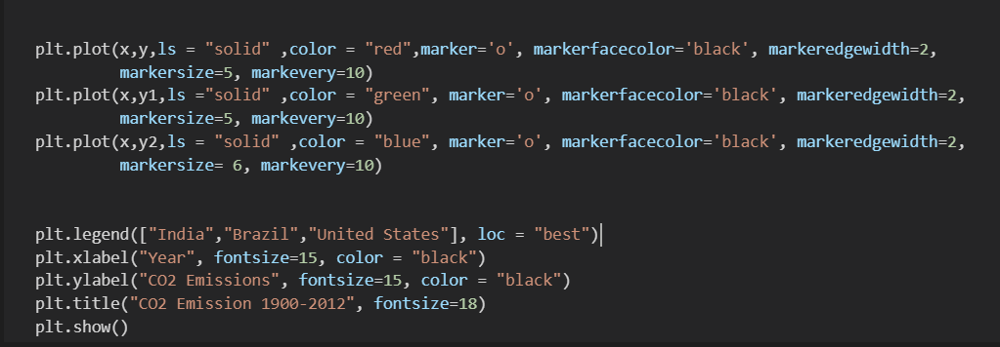 plt.plot(x,y,ls = "solid" ,color = "red",marker='o', markerfacecolor='black', markeredgewidth=2,
markersize=5, markevery=10)
plt.plot(x,y1,ls ="solid" ,color = "green", marker='o', markerfacecolor='black', markeredgewidth=2,
markersize=5, markevery=10)
plt.plot(x,y2,ls = "solid" ,color = "blue", marker='o', markerfacecolor='black', markeredgewidth=2,
markersize= 6, markevery=10)
plt.legend(["India","Brazil","United States"], loc = "best")
plt.xlabel("Year", fontsize=15, color = "black")
plt.ylabel("CO2 Emissions", fontsize=15, color = "black")
plt.title("CO2 Emission 1900-2012", fontsize=18)
plt.show()